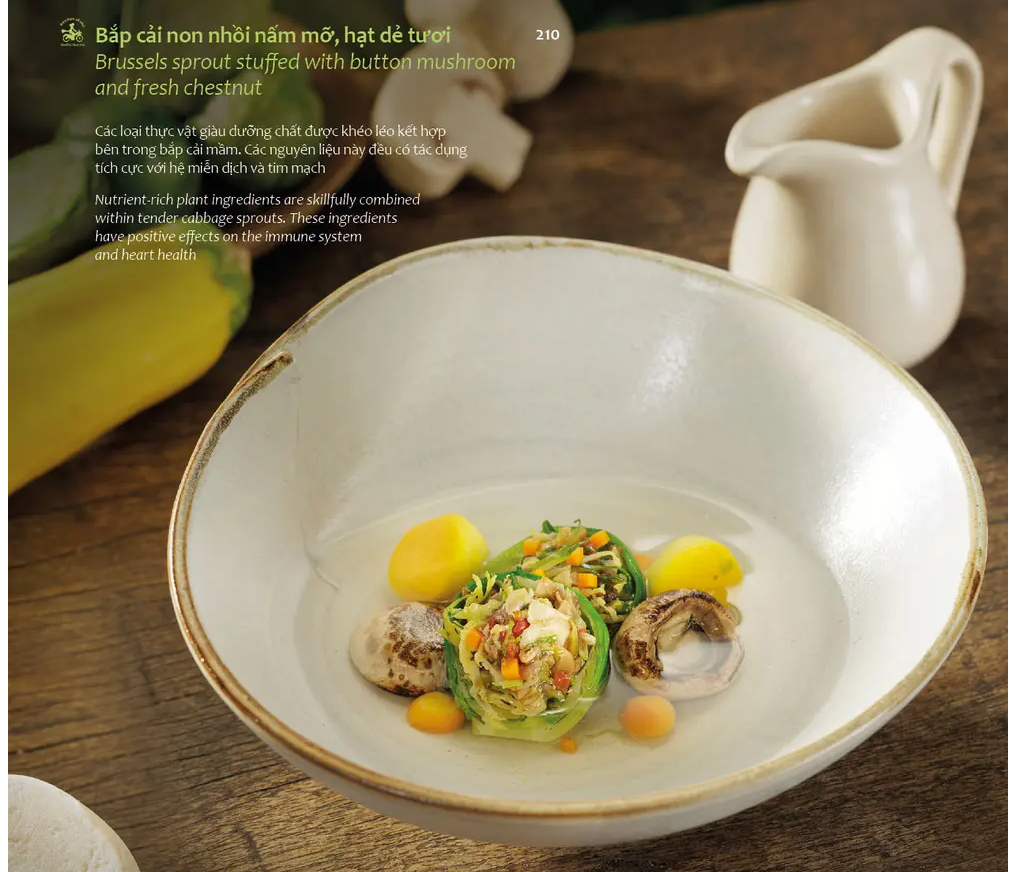 Bắp cải non nhồi nấm mỡ, hạt dẻ tươi
210
Brussels sprout stuffed with button mushroom
and fresh chestnut
Các loại thực vật giàu dưỡng chất được khéo léo kết hợp
bên trong bắp cải mầm. Các nguyên liệu này đều có tác dụng
tích cực với hệ miễn dịch và tim mạch
Nutrient-rich plant ingredients are skillfully combined
within tender cabbage sprouts. These ingredients
have positive effects on the immune system
and heart health